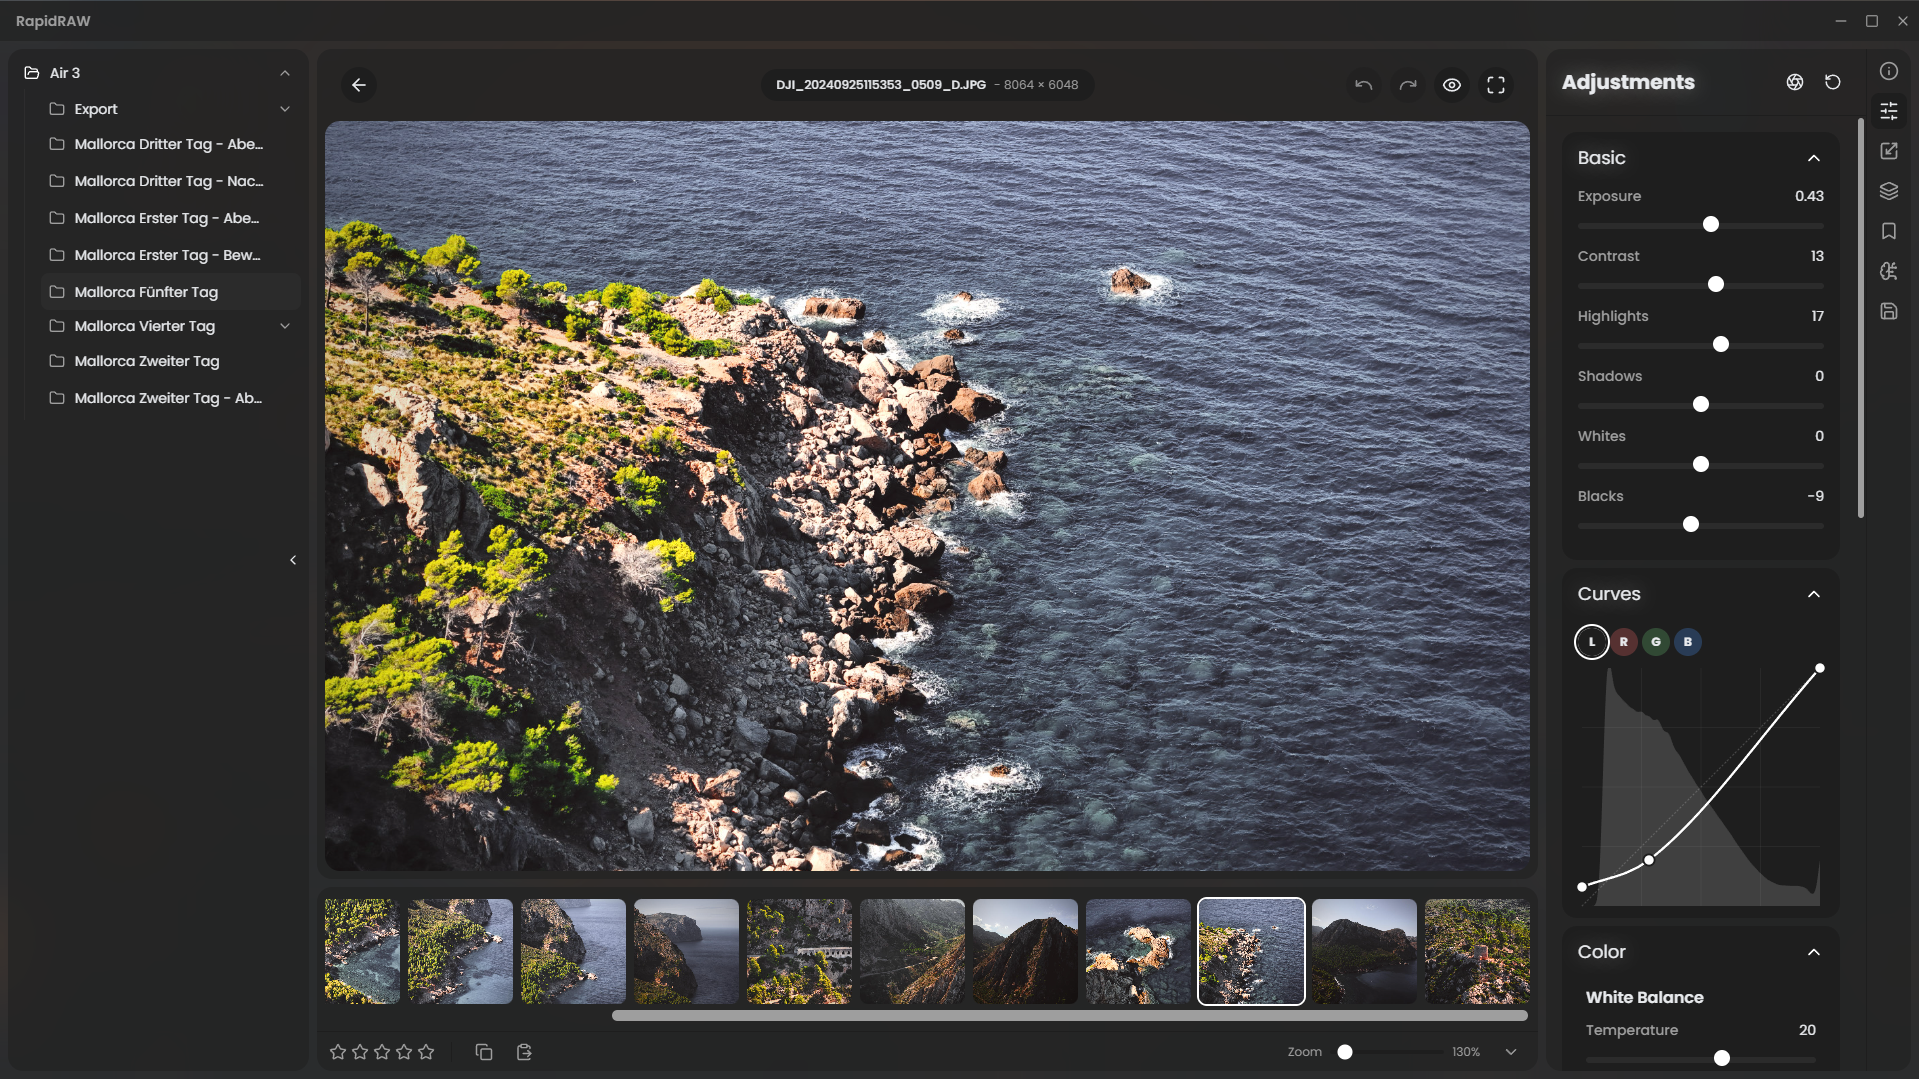 RapidRAW
Air 3
Export
Mallorca Dritter Tag - Abe...
Mallorca Dritter Tag - Nac...
Mallorca Erster Tag - Abe...
Mallorca Erster Tag - Bew...
Mallorca Fünfter Tag
Mallorca Vierter Tag
Mallorca Zweiter Tag
Mallorca Zweiter Tag - Ab...
DJI_20240925115353_0509_D.JPG - 8064 × 6048
Zoom 130%
Adjustments
Basic
Exposure 0.43
Contrast 13
Highlights 17
Shadows 0
Whites 0
Blacks -9
Curves
L R G B
Color
White Balance
Temperature 20